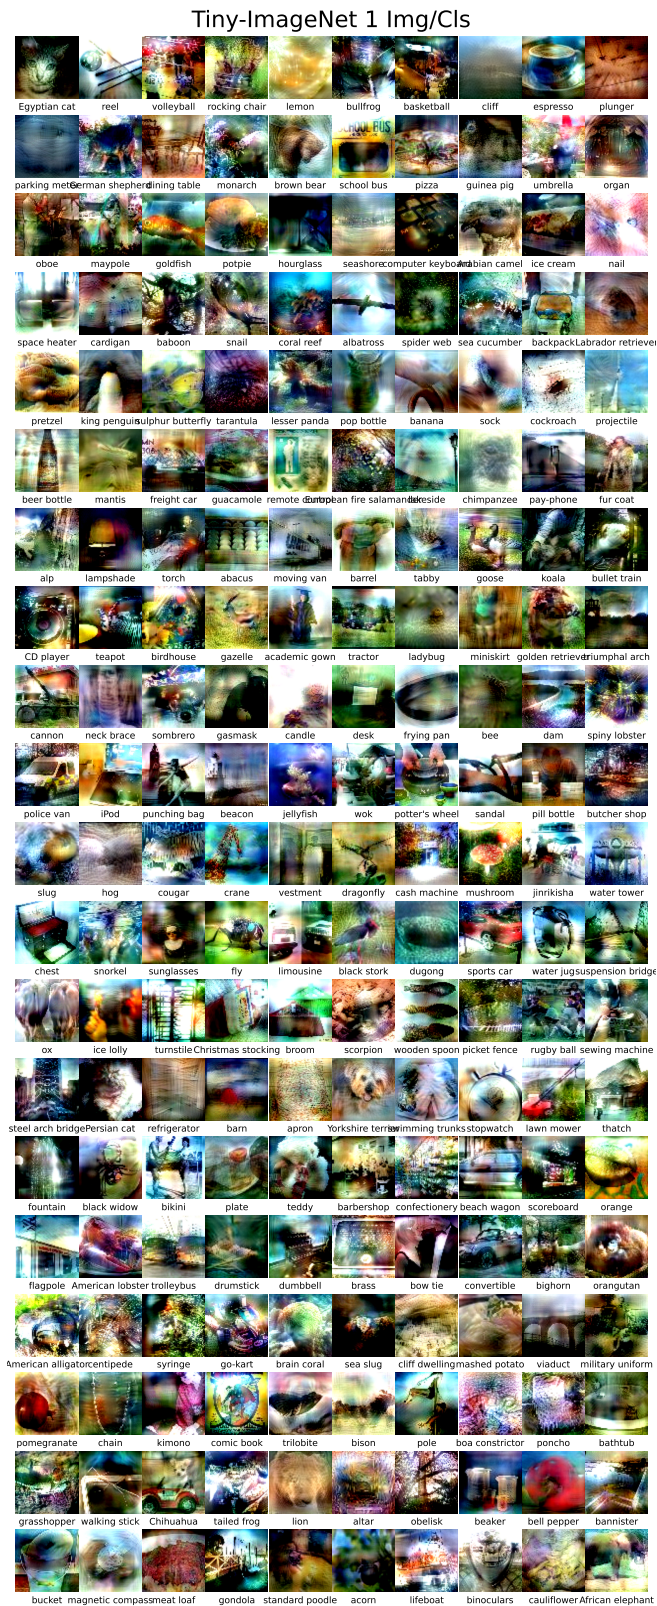 Tiny-ImageNet 1 Img/Cls
Egyptian cat reel volleyball rocking chair lemon bullfrog basketball cliff espresso plunger
SCHOOL BUS
parking meter German shepherd dining table monarch brown bear school bus pizza guinea pig umbrella organ
oboe maypole goldfish potpie hourglass seashore computer keyboard Arabian camel ice cream nail
space heater cardigan baboon snail coral reef albatross spider web sea cucumber backpack Labrador retriever
pretzel king penguin sulphur butterfly tarantula lesser panda pop bottle banana sock cockroach projectile
beer bottle mantis freight car guacamole remote control European fire salamander lakeside chimpanzee pay-phone fur coat
alp lampshade torch abacus moving van barrel tabby goose koala bullet train
CD player teapot birdhouse gazelle academic gown tractor ladybug miniskirt golden retriever triumphal arch
cannon neck brace sombrero gasmask candle desk frying pan bee dam spiny lobster
police van iPod punching bag beacon jellyfish wok potter's wheel sandal pill bottle butcher shop
slug hog cougar crane vestment dragonfly cash machine mushroom jinrikisha water tower
chest snorkel sunglasses fly limousine black stork dugong sports car water jug suspension bridge
ox ice lolly turnstile Christmas stocking broom scorpion wooden spoon picket fence rugby ball sewing machine
steel arch bridge Persian cat refrigerator barn apron Yorkshire terrier swimming trunks stopwatch lawn mower thatch
fountain black widow bikini plate teddy barbershop confectionery beach wagon scoreboard orange
flagpole American lobster trolleybus drumstick dumbbell brass bow tie convertible bighorn orangutan
American alligator centipede syringe go-kart brain coral sea slug cliff dwelling mashed potato viaduct military uniform
pomegranate chain kimono comic book trilobite bison pole boa constrictor poncho bathtub
grasshopper walking stick Chihuahua tailed frog lion altar obelisk beaker bell pepper bannister
bucket magnetic compass meat loaf gondola standard poodle acorn lifeboat binoculars cauliflower African elephant